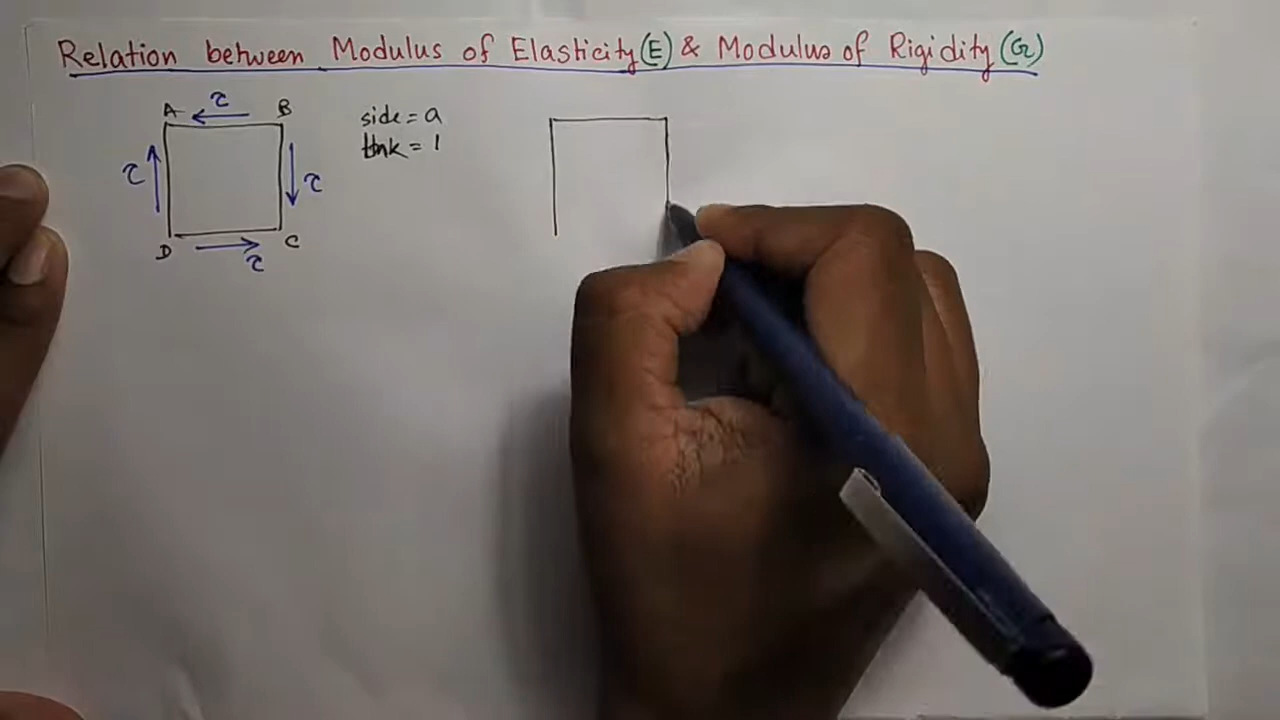 Relation between Modulus of Elasticity(E) & Modulus of Rigidity(G)
τ
A B
side = a
thk = 1
τ τ
D C
τ